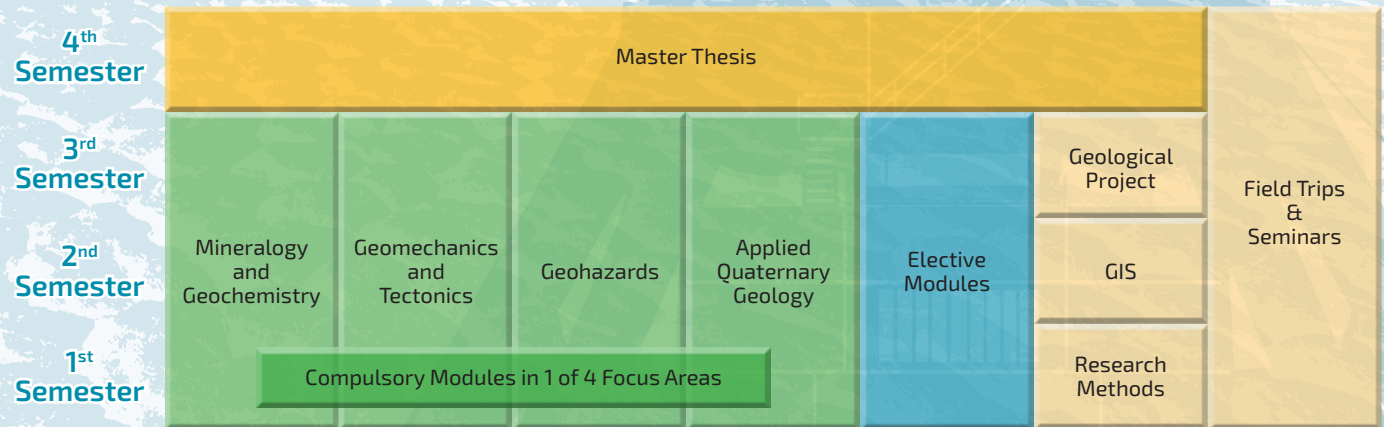 4th
Semester
Master Thesis
3rd
Semester
Geological
Project
Field Trips
&
Seminars
2nd
Semester
Mineralogy
and
Geochemistry
Geomechanics
and
Tectonics
Geohazards
Applied
Quaternary
Geology
Elective
Modules
GIS
1st
Semester
Compulsory Modules in 1 of 4 Focus Areas
Research
Methods